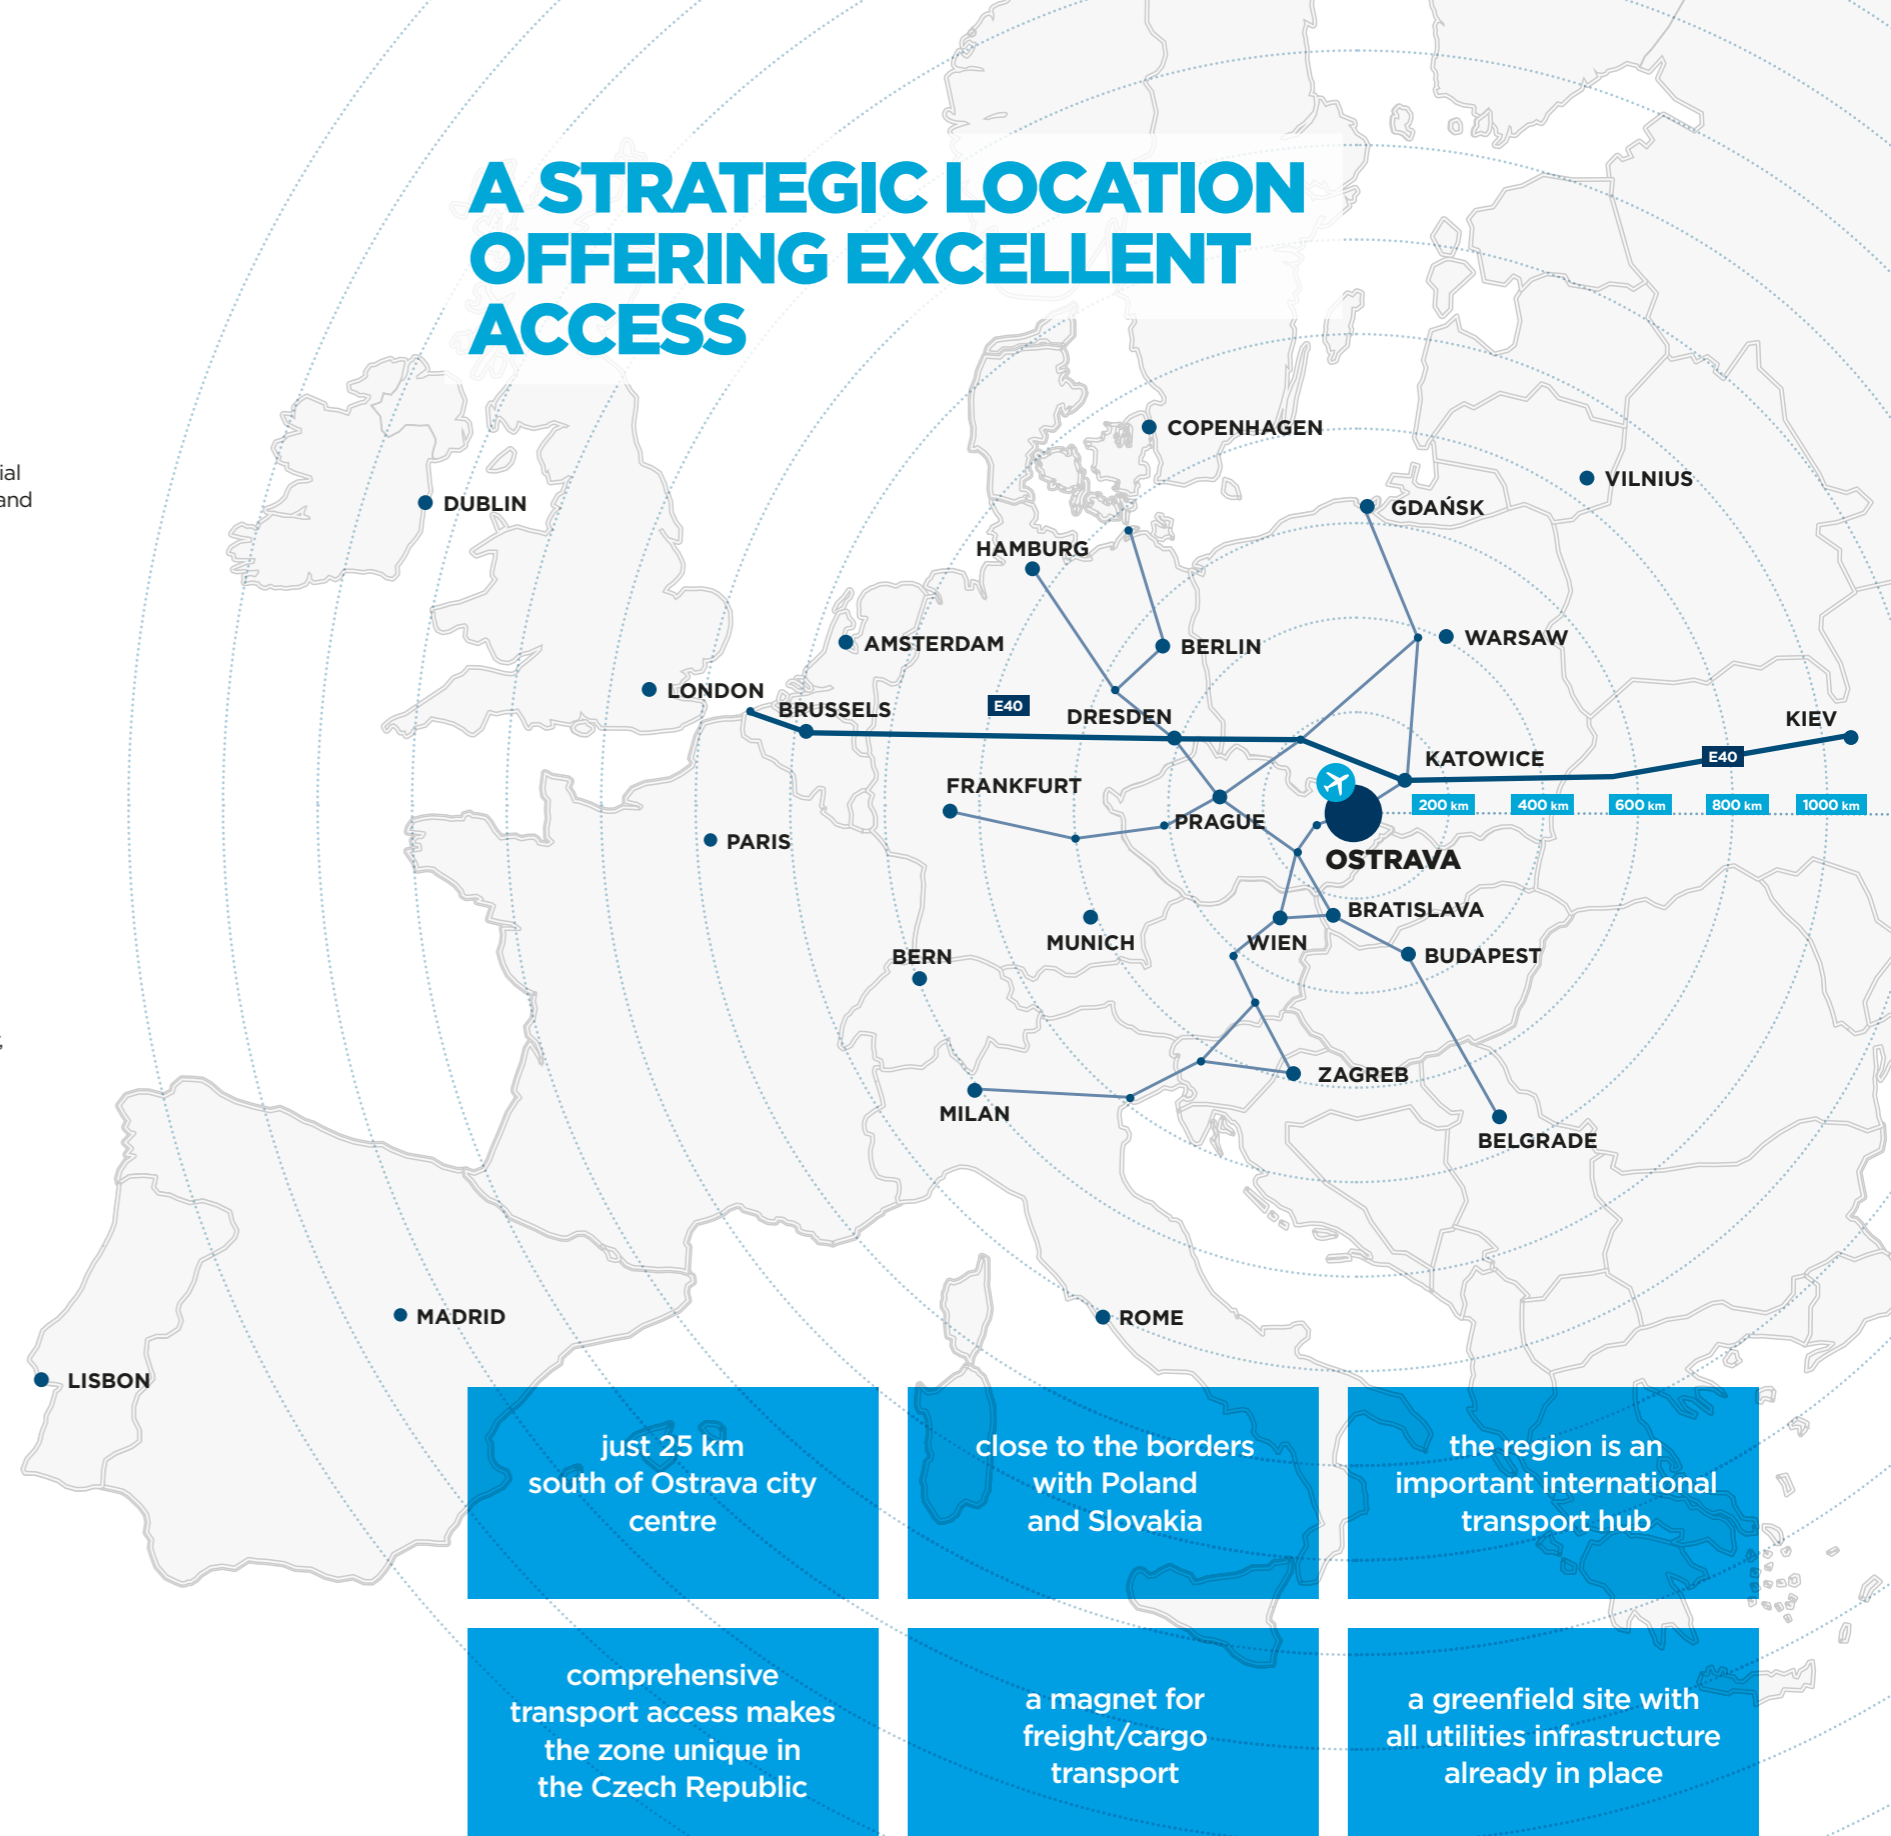 A STRATEGIC LOCATION
OFFERING EXCELLENT
ACCESS
ial
and
COPENHAGEN
VILNIUS
DUBLIN
GDAŃSK
HAMBURG
WARSAW
AMSTERDAM
BERLIN
LONDON
BRUSSELS
E40
DRESDEN
KIEV
KATOWICE
E40
FRANKFURT
200 km
400 km
600 km
800 km
1000 km
PRAGUE
PARIS
OSTRAVA
BRATISLAVA
MUNICH
WIEN
BERN
BUDAPEST
ZAGREB
MILAN
BELGRADE
MADRID
ROME
LISBON
just 25 km
south of Ostrava city
centre
close to the borders
with Poland
and Slovakia
the region is an
important international
transport hub
comprehensive
transport access makes
the zone unique in
the Czech Republic
a magnet for
freight/cargo
transport
a greenfield site with
all utilities infrastructure
already in place